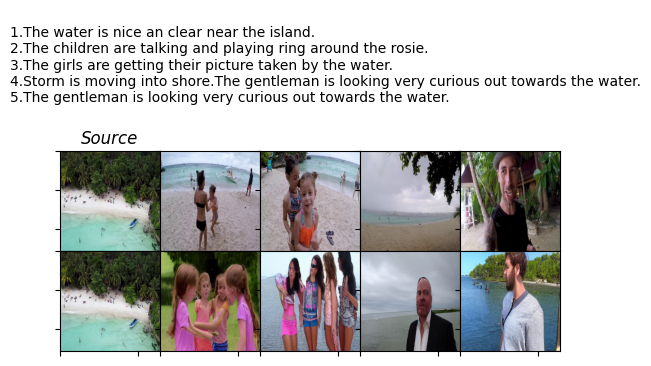 1.The water is nice an clear near the island.
2.The children are talking and playing ring around the rosie.
3.The girls are getting their picture taken by the water.
4.Storm is moving into shore.The gentleman is looking very curious out towards the water.
5.The gentleman is looking very curious out towards the water.
Source